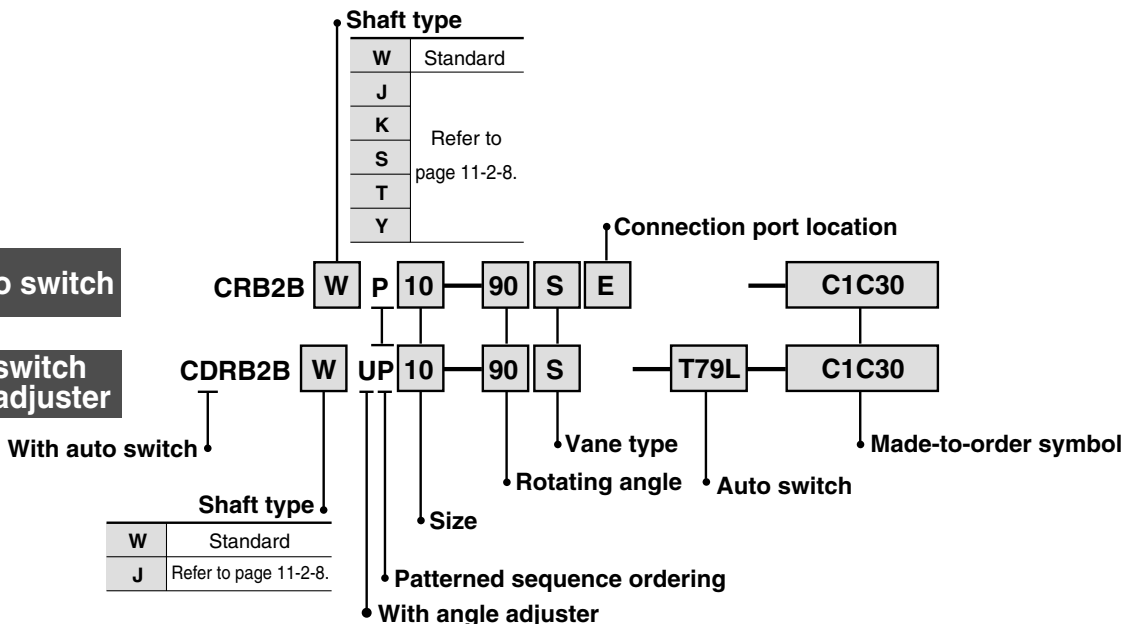 Shaft type
W Standard
J
K
S
T
Y
Refer to
page 11-2-8.
Connection port location
switch
CRB2B W P 10 90 S E C1C30
switch
adjuster
CDRB2B W UP 10 90 S T79L C1C30
With auto switch
Vane type
Made-to-order symbol
Rotating angle
Auto switch
Shaft type
Size
W Standard
J Refer to page 11-2-8.
Patterned sequence ordering
With angle adjuster